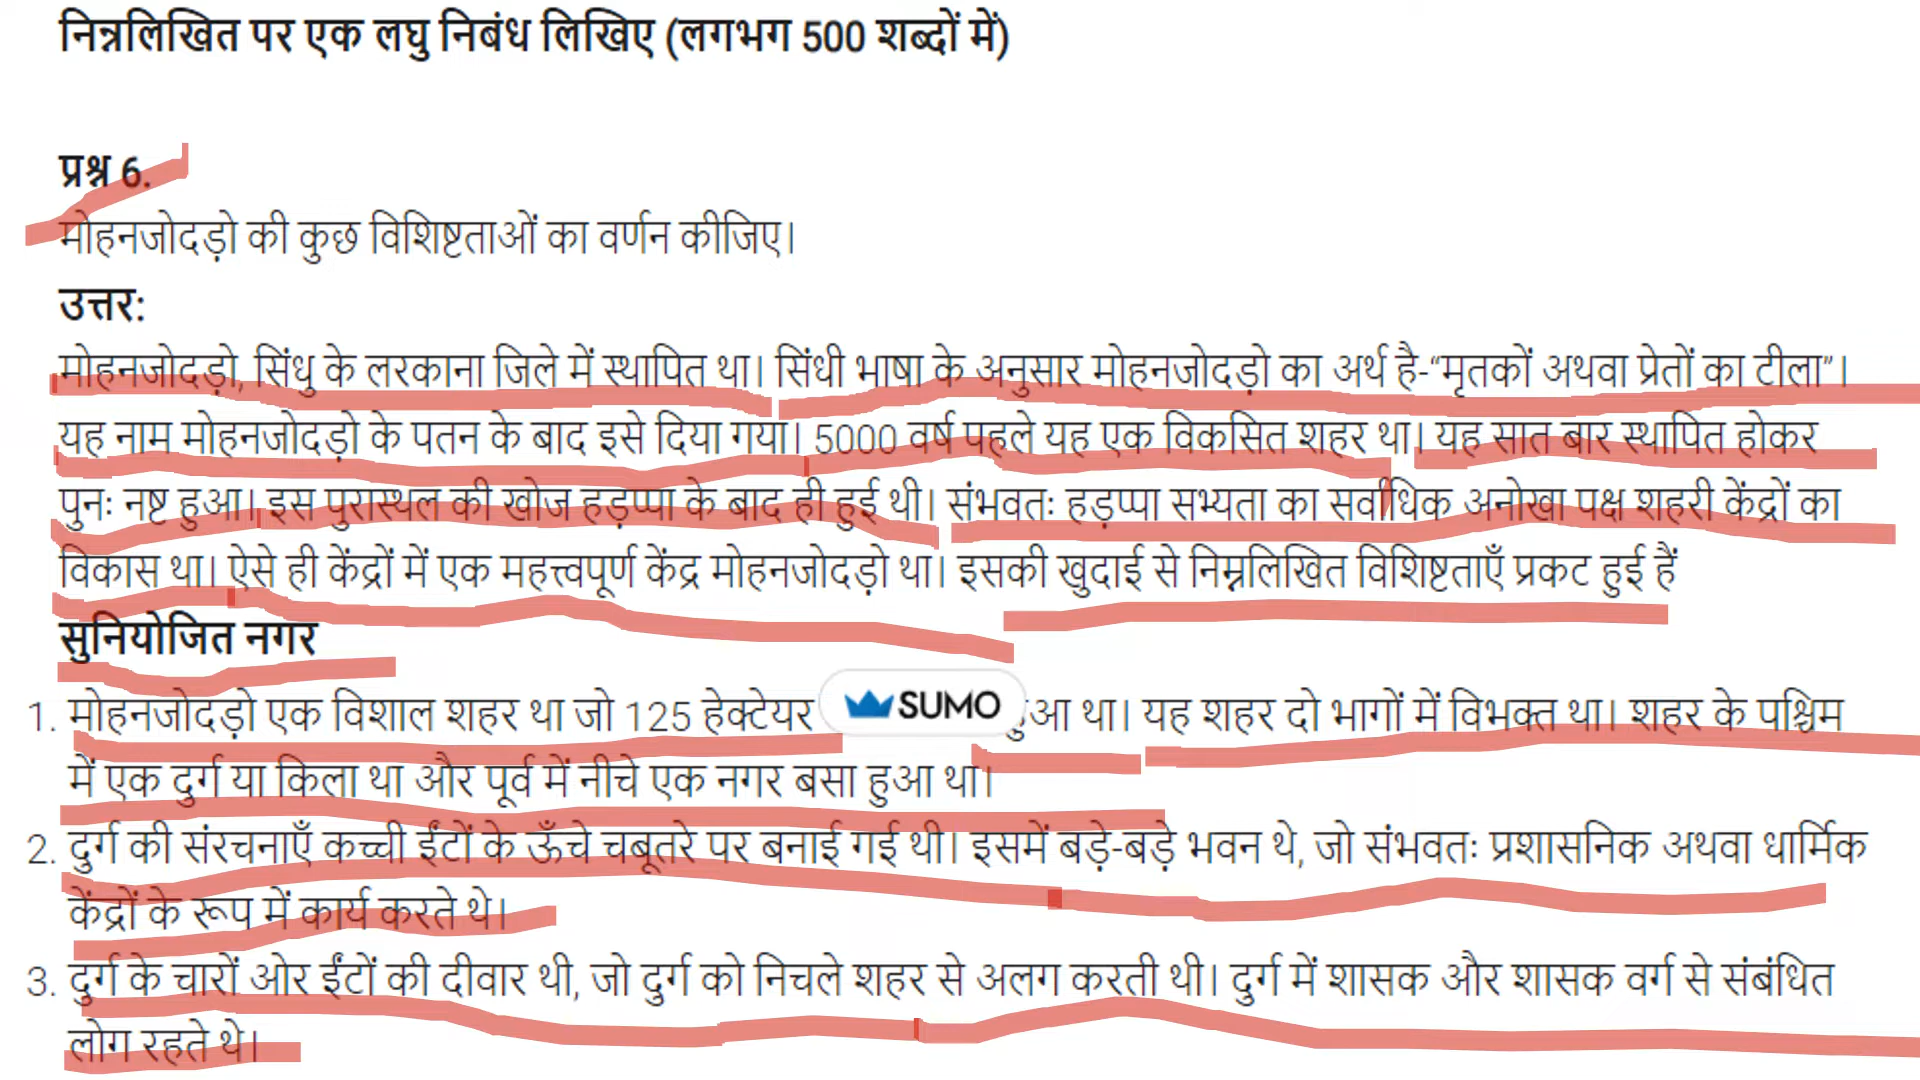 निम्नलिखित पर एक लघु निबंध लिखिए (लगभग 500 शब्दों में)
प्रश्न 6.
मोहनजोदड़ो की कुछ विशिष्टताओं का वर्णन कीजिए।
उत्तर:
मोहनजोदड़ो, सिंधु के लरकाना जिले में स्थापित था। सिंधी भाषा के अनुसार मोहनजोदड़ो का अर्थ है-“मृतकों अथवा प्रेतों का टीला”।
यह नाम मोहनजोदड़ो के पतन के बाद इसे दिया गया। 5000 वर्ष पहले यह एक विकसित शहर था। यह सात बार स्थापित होकर
पुनः नष्ट हुआ। इस पुरास्थल की खोज हड़प्पा के बाद ही हुई थी। संभवतः हड़प्पा सभ्यता का सर्वाधिक अनोखा पक्ष शहरी केंद्रों का
विकास था। ऐसे ही केंद्रों में एक महत्त्वपूर्ण केंद्र मोहनजोदड़ो था। इसकी खुदाई से निम्नलिखित विशिष्टताएँ प्रकट हुई हैं
सुनियोजित नगर
1. मोहनजोदड़ो एक विशाल शहर था जो 125 हेक्टेयर SUMO हुआ था। यह शहर दो भागों में विभक्त था। शहर के पश्चिम
में एक दुर्ग या किला था और पूर्व में नीचे एक नगर बसा हुआ था।
2. दुर्ग की संरचनाएँ कच्ची ईंटों के ऊँचे चबूतरे पर बनाई गई थी। इसमें बड़े-बड़े भवन थे, जो संभवतः प्रशासनिक अथवा धार्मिक
केंद्रों के रूप में कार्य करते थे।
3. दुर्ग के चारों ओर ईंटों की दीवार थी, जो दुर्ग को निचले शहर से अलग करती थी। दुर्ग में शासक और शासक वर्ग से संबंधित
लोग रहते थे।